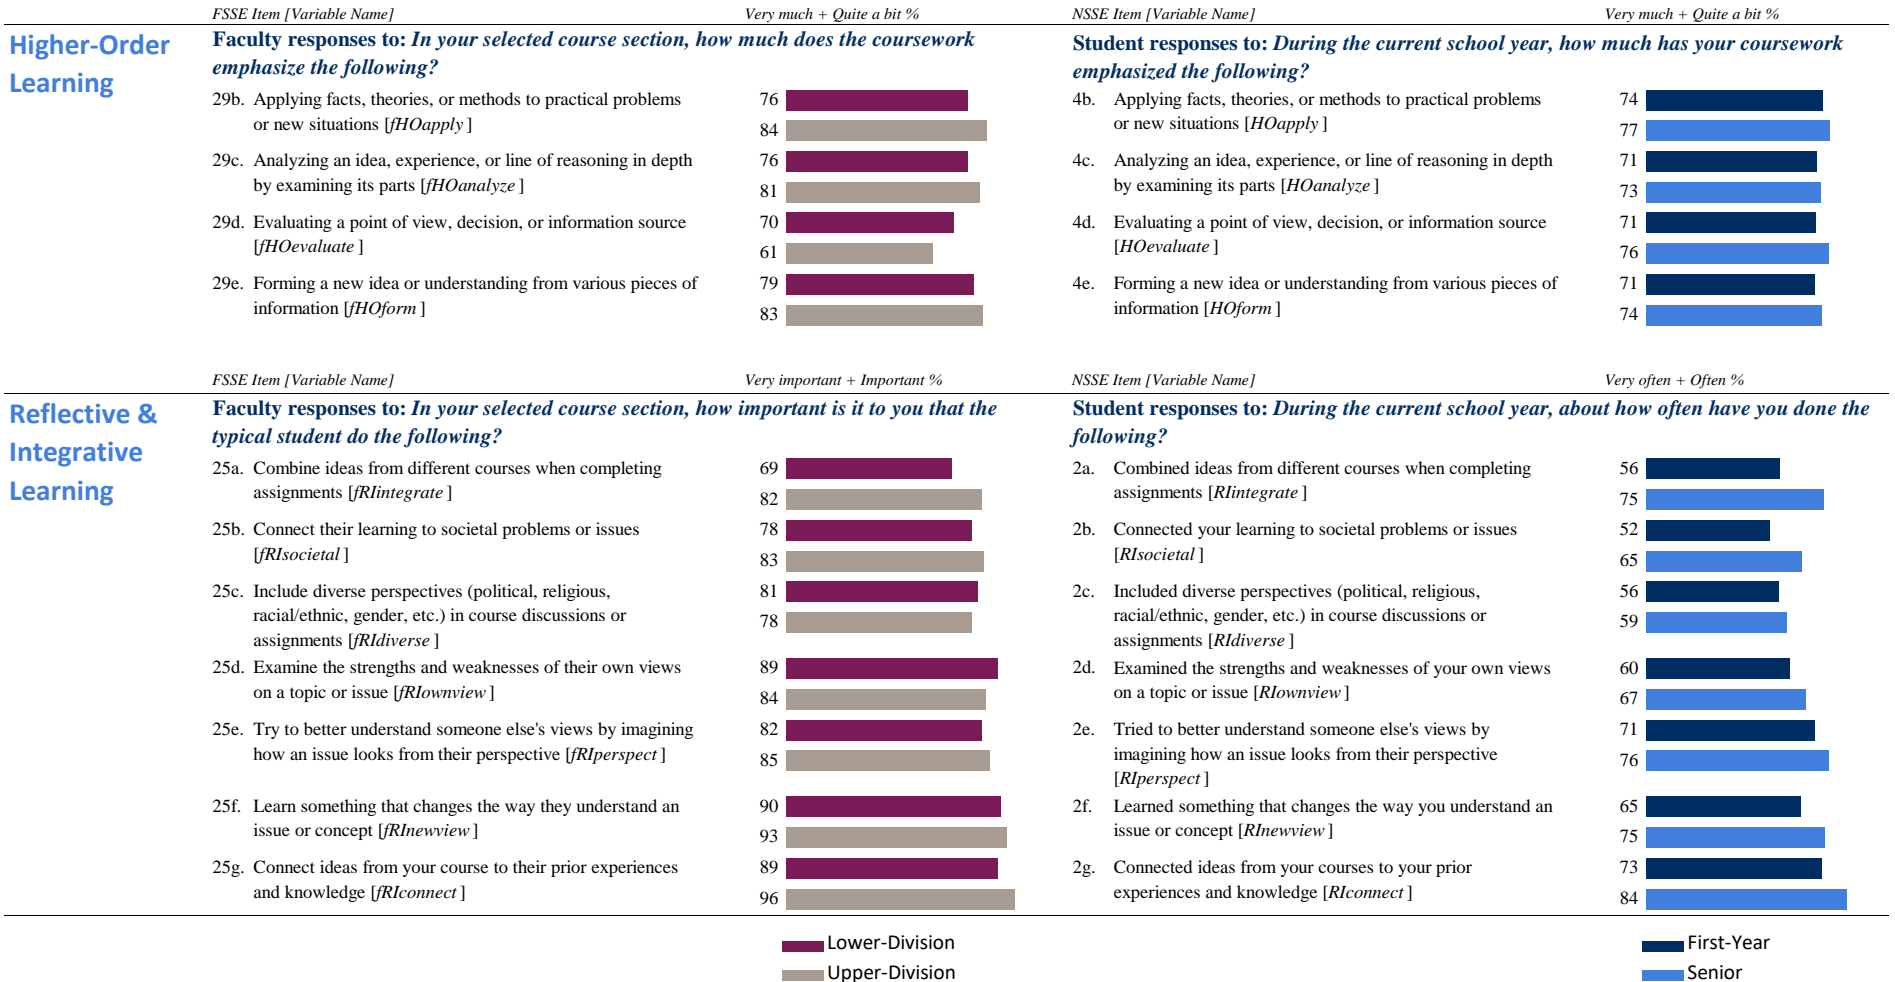 FSSE Item [Variable Name] Very much + Quite a bit % NSSE Item [Variable Name] Very much + Quite a bit %
Higher-Order
Learning
Faculty responses to: In your selected course section, how much does the coursework
emphasize the following?
Student responses to: During the current school year, how much has your coursework
emphasized the following?
29b. Applying facts, theories, or methods to practical problems
or new situations [fHOapply ]
76
84
4b. Applying facts, theories, or methods to practical problems
or new situations [HOapply ]
74
77
29c. Analyzing an idea, experience, or line of reasoning in depth
by examining its parts [fHOanalyze ]
76
81
4c. Analyzing an idea, experience, or line of reasoning in depth
by examining its parts [HOanalyze ]
71
73
29d. Evaluating a point of view, decision, or information source
[fHOevaluate ]
70
61
4d. Evaluating a point of view, decision, or information source
[HOevaluate ]
71
76
29e. Forming a new idea or understanding from various pieces of
information [fHOform ]
79
83
4e. Forming a new idea or understanding from various pieces of
information [HOform ]
71
74
FSSE Item [Variable Name] Very important + Important % NSSE Item [Variable Name] Very often + Often %
Reflective &
Integrative
Learning
Faculty responses to: In your selected course section, how important is it to you that the
typical student do the following?
Student responses to: During the current school year, about how often have you done the
following?
25a. Combine ideas from different courses when completing
assignments [fRIintegrate ]
69
82
2a. Combined ideas from different courses when completing
assignments [RIintegrate ]
56
75
25b. Connect their learning to societal problems or issues
[fRIsocietal ]
78
83
2b. Connected your learning to societal problems or issues
[RIsocietal ]
52
65
25c. Include diverse perspectives (political, religious,
racial/ethnic, gender, etc.) in course discussions or
assignments [fRIdiverse ]
81
78
2c. Included diverse perspectives (political, religious,
racial/ethnic, gender, etc.) in course discussions or
assignments [RIdiverse ]
56
59
25d. Examine the strengths and weaknesses of their own views
on a topic or issue [fRIownview ]
89
84
2d. Examined the strengths and weaknesses of your own views
on a topic or issue [RIownview ]
60
67
25e. Try to better understand someone else's views by imagining
how an issue looks from their perspective [fRIperspect ]
82
85
2e. Tried to better understand someone else's views by
imagining how an issue looks from their perspective
[RIperspect ]
71
76
25f. Learn something that changes the way they understand an
issue or concept [fRInewview ]
90
93
2f. Learned something that changes the way you understand an
issue or concept [RInewview ]
65
75
25g. Connect ideas from your course to their prior experiences
and knowledge [fRIconnect ]
89
96
2g. Connected ideas from your courses to your prior
experiences and knowledge [RIconnect ]
73
84
Lower-Division
Upper-Division
First-Year
Senior